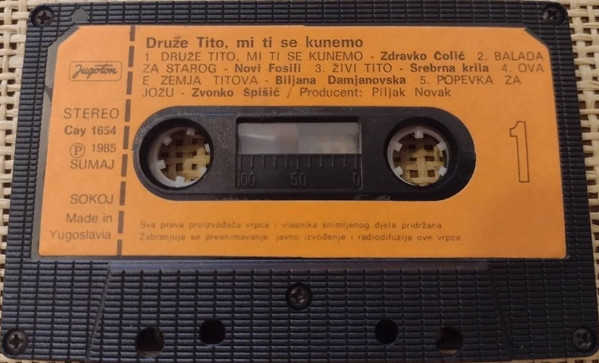 Druže Tito, mi ti se kunemo
1 DRUŽE TITO, MI TI SE KUNEMO - Zdravko Čolić 2. BALADA
ZA STAROG - Novi Fosili 3. ŽIVI TITO - Srebrna krila 4. OVA
ZEMJA TITOVA - Biljana Damjanovska 5. POPEVKA ZA
JOŽU - Zvonko Špišić / Producent: Piljak Novak
Jugoton
STEREO
Cay 1654
Ⓟ 1985
SUMAJ
SOKOJ
Made in
Yugoslavia
100 50 0
1
Sva prava proizvođača vrpca i vlasnika snimljenog djela pridržana
Zabranjuje se presnimavanje, javno izvođenje i radiodifuzija ove vrpce